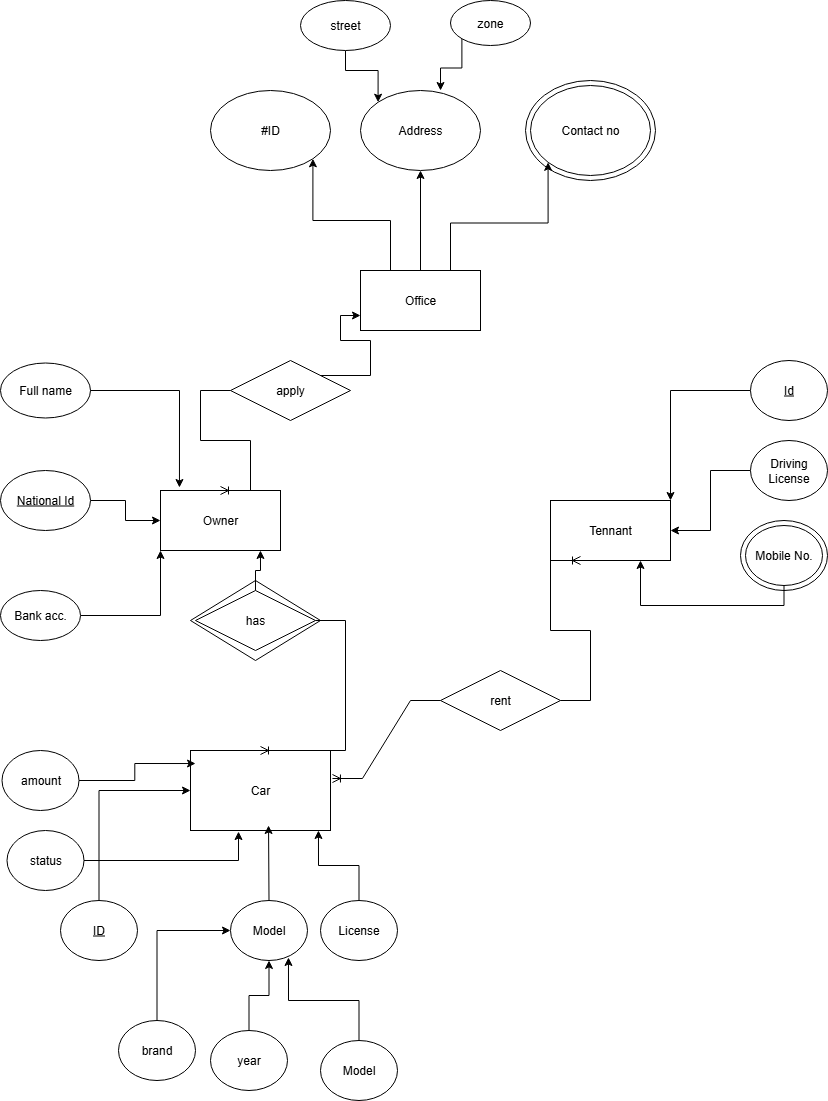 street
zone
#ID
Address
Contact no
Office
Full name
apply
Id
National Id
Owner
Driving
License
Tennant
Mobile No.
Bank acc.
has
rent
amount
Car
status
ID
Model
License
brand
year
Model